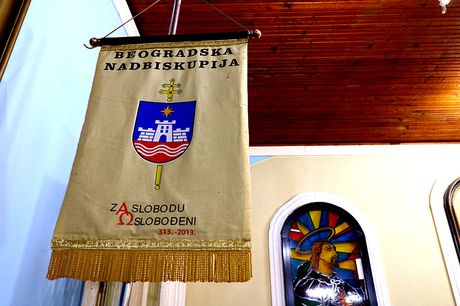 BEOGRADSKA
NADBISKUPIJA
ZA SLOBODU
OSLOBOĐENI
313.-2013.